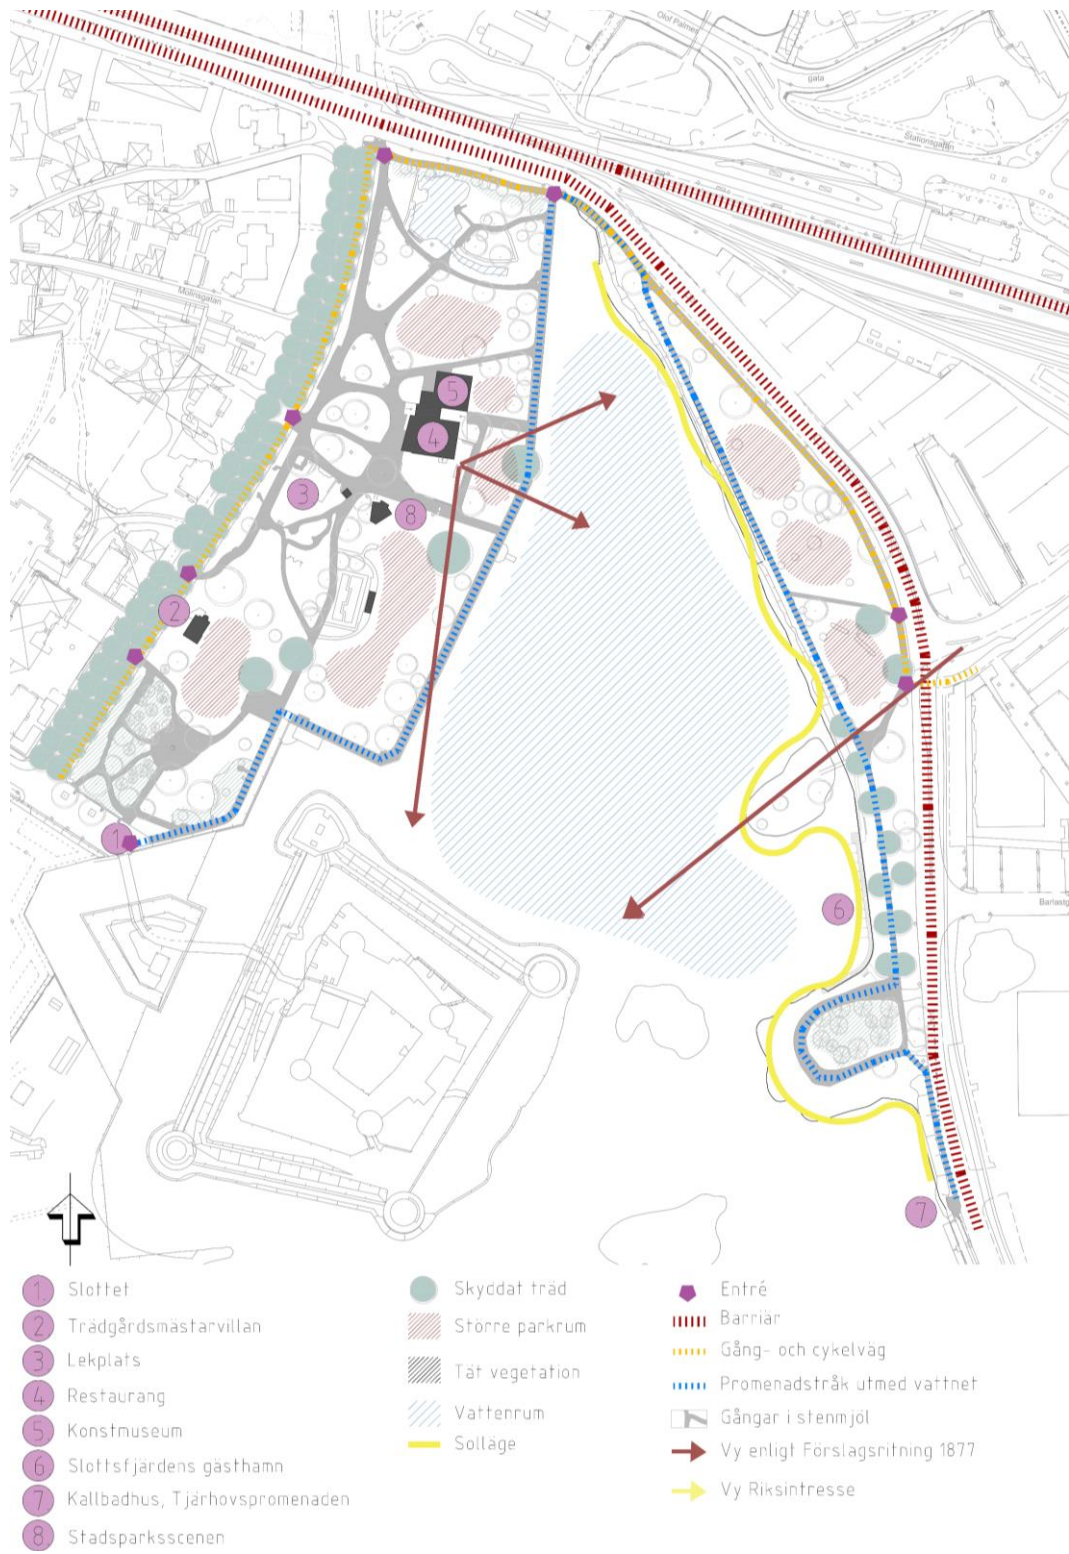 Olof Palmes
gata
Stationsgatan
Molinsgatan
5
4
3
8
2
1
6
Barlastg
7
1. Slottet
2 Trädgårdsmästarvillan
3 Lekplats
4 Restaurang
5 Konstmuseum
6 Slottsfjärdens gästhamn
7 Kallbadhus, Tjärhovspromenaden
8. Stadsparksscenen
Skyddat träd
Större parkrum
Tät vegetation
Vattenrum
Solläge
Entré
Barriär
Gång- och cykelväg
Promenadstråk utmed vattnet
Gångar i stenmjöl
Vy enligt Förslagsritning 1877
Vy Riksintresse